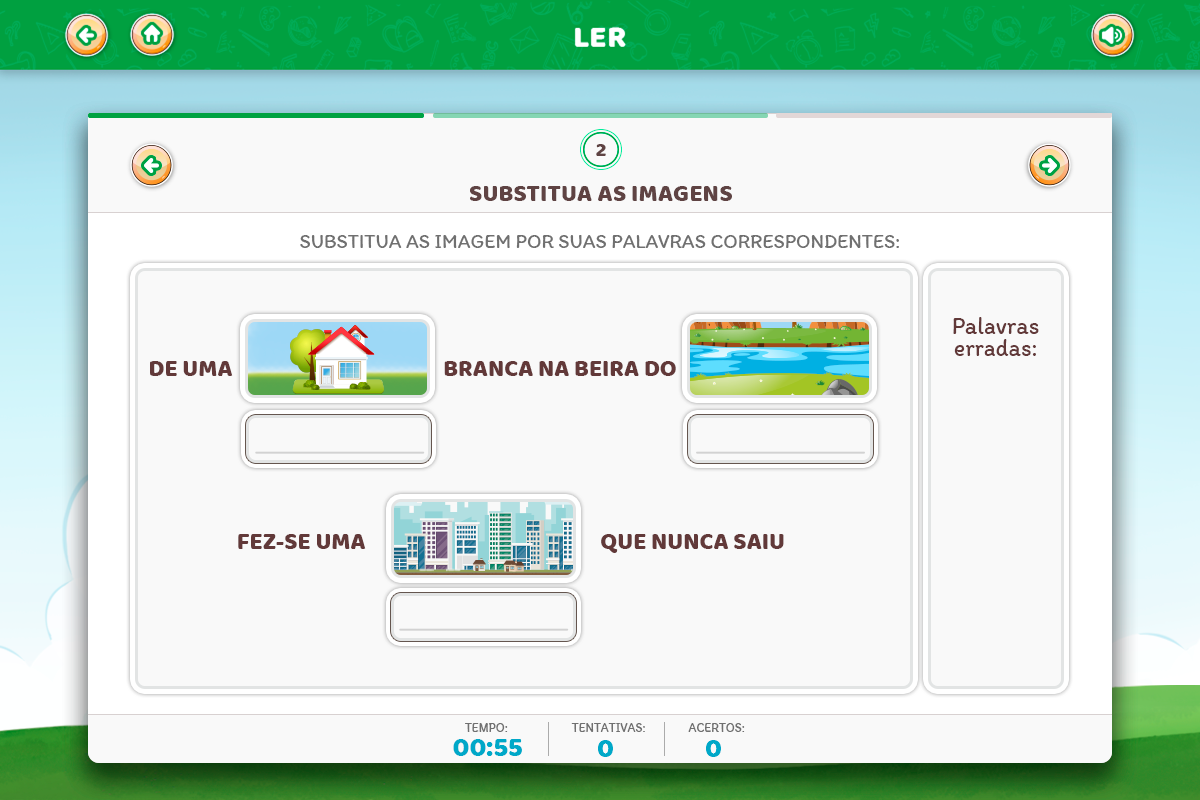 LER
2
SUBSTITUA AS IMAGENS
SUBSTITUA AS IMAGEM POR SUAS PALAVRAS CORRESPONDENTES:
DE UMA
BRANCA NA BEIRA DO
FEZ-SE UMA
QUE NUNCA SAIU
Palavras
erradas:
TEMPO:
00:55
TENTATIVAS:
0
ACERTOS:
0